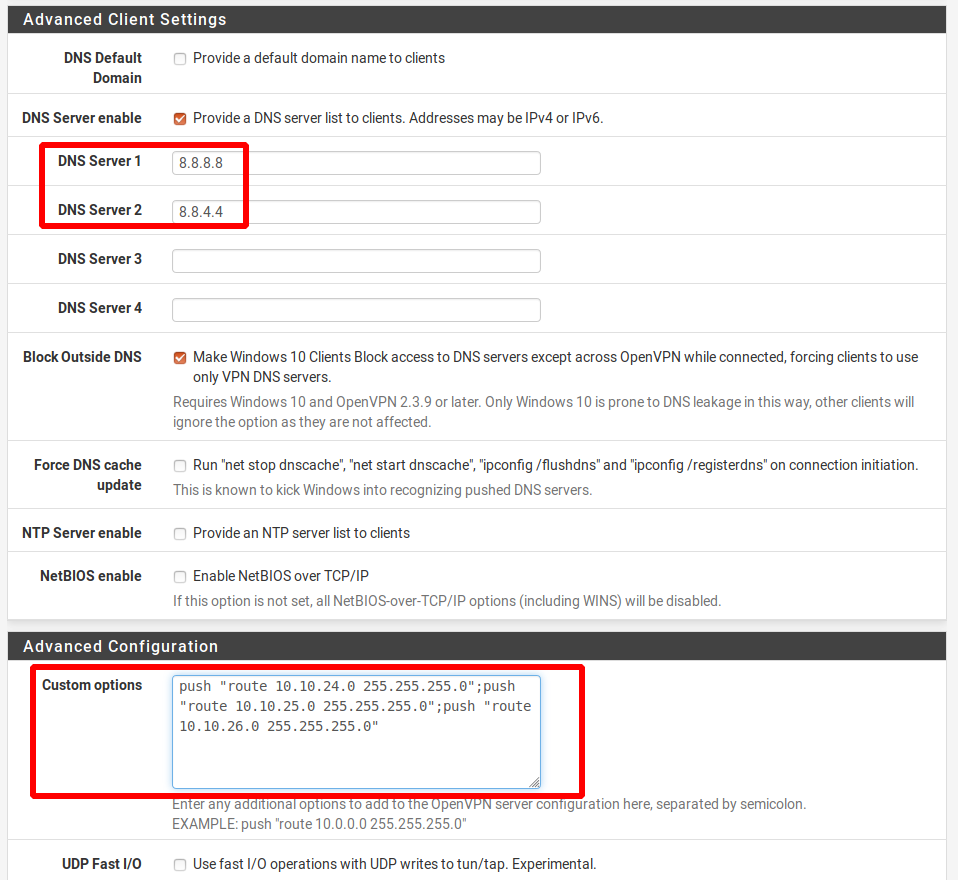 Advanced Client Settings
DNS Default
Domain
Provide a default domain name to clients
DNS Server enable
Provide a DNS server list to clients. Addresses may be IPv4 or IPv6.
DNS Server 1
8.8.8.8
DNS Server 2
8.8.4.4
DNS Server 3
DNS Server 4
Block Outside DNS
Make Windows 10 Clients Block access to DNS servers except across OpenVPN while connected, forcing clients to use
only VPN DNS servers.
Requires Windows 10 and OpenVPN 2.3.9 or later. Only Windows 10 is prone to DNS leakage in this way, other clients will
ignore the option as they are not affected.
Force DNS cache
update
Run "net stop dnscache", "net start dnscache", "ipconfig /flushdns" and "ipconfig /registerdns" on connection initiation.
This is known to kick Windows into recognizing pushed DNS servers.
NTP Server enable
Provide an NTP server list to clients
NetBIOS enable
Enable NetBIOS over TCP/IP
If this option is not set, all NetBIOS-over-TCP/IP options (including WINS) will be disabled.
Advanced Configuration
Custom options
push "route 10.10.24.0 255.255.255.0";push
"route 10.10.25.0 255.255.255.0";push "route
10.10.26.0 255.255.255.0"
Enter any additional options to add to the OpenVPN server configuration here, separated by semicolon.
EXAMPLE: push "route 10.0.0.0 255.255.255.0"
UDP Fast I/O
Use fast I/O operations with UDP writes to tun/tap. Experimental.